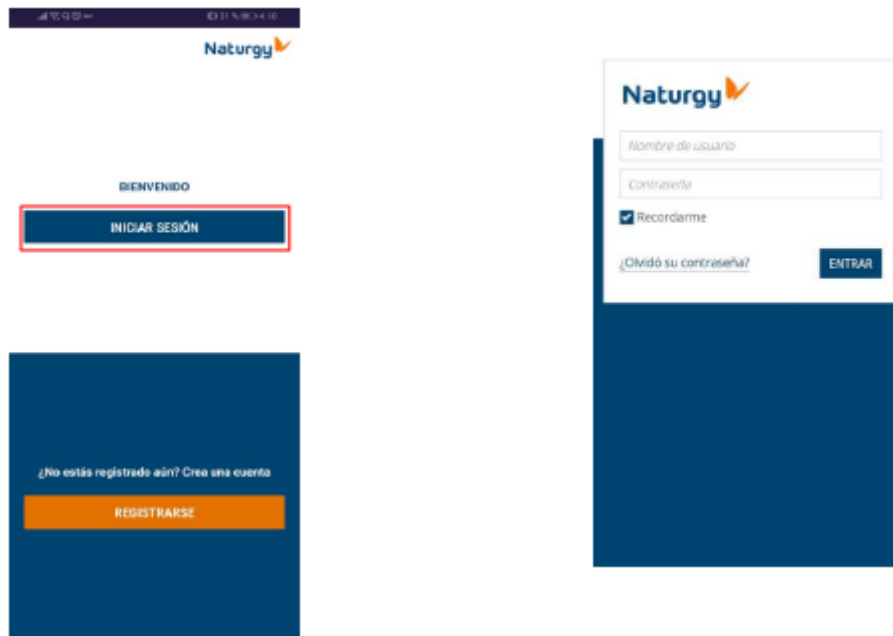 Naturgy
BIENVENIDO
INICIAR SESIÓN
¿No estás registrado aún? Crea una cuenta
REGISTRARSE
Naturgy
Nombre de usuario
Contraseña
Recordarme
¿Olvidó su contraseña?
ENTRAR